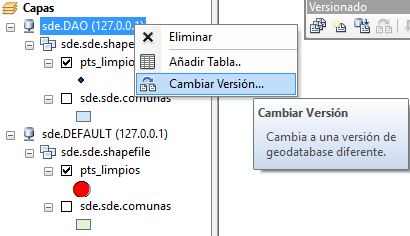 Capas
sde.DAO (127.0.0.1)
sde.sde.shape
pts_limpio
sde.sde.comunas
sde.DEFAULT (127.0.0.1)
sde.sde.shapefile
pts_limpios
sde.sde.comunas
Eliminar
Añadir Tabla..
Cambiar Versión...
Versionado
Cambiar Versión
Cambia a una versión de
geodatabase diferente.